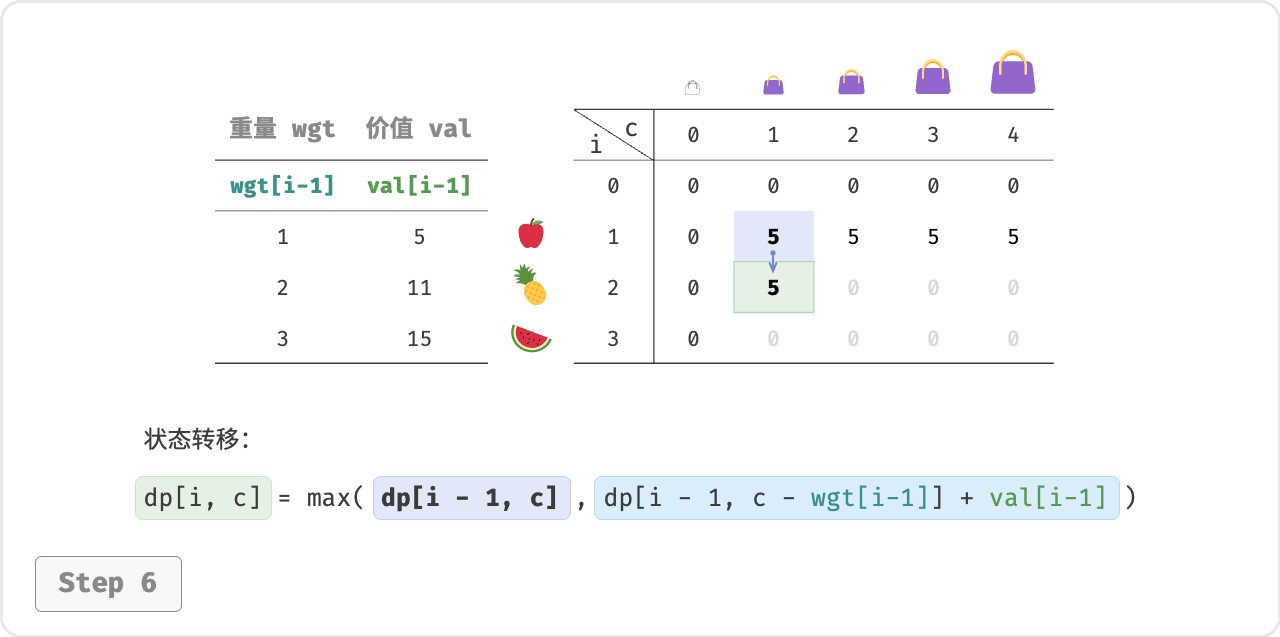 重量 wgt 价值 val c 0 1 2 3 4
i
wgt[i-1] val[i-1] 0 0 0 0 0 0
1 5 1 0 5 5 5 5
2 11 2 0 5 0 0 0
3 15 3 0 0 0 0 0
状态转移：
dp[i, c] = max( dp[i - 1, c] , dp[i - 1, c - wgt[i-1]] + val[i-1] )
Step 6